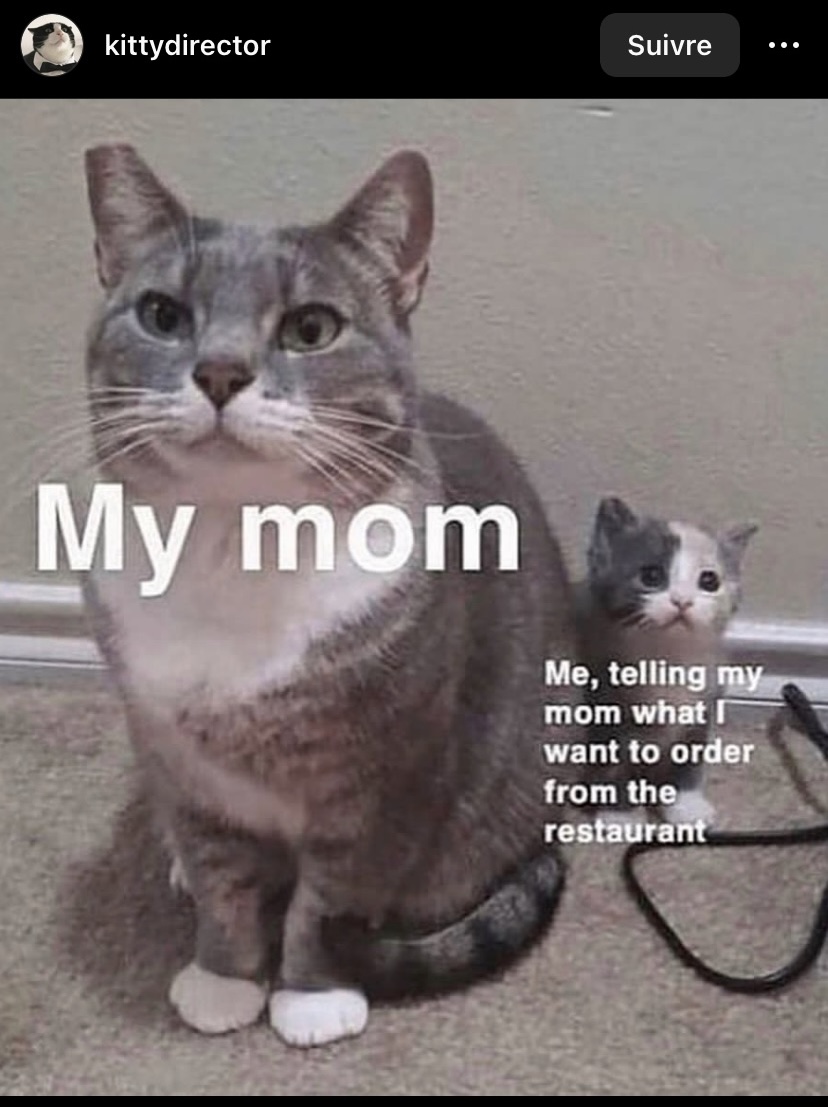 kittydirector
Suivre
My mom
Me, telling my
mom what I
want to order
from the
restaurant